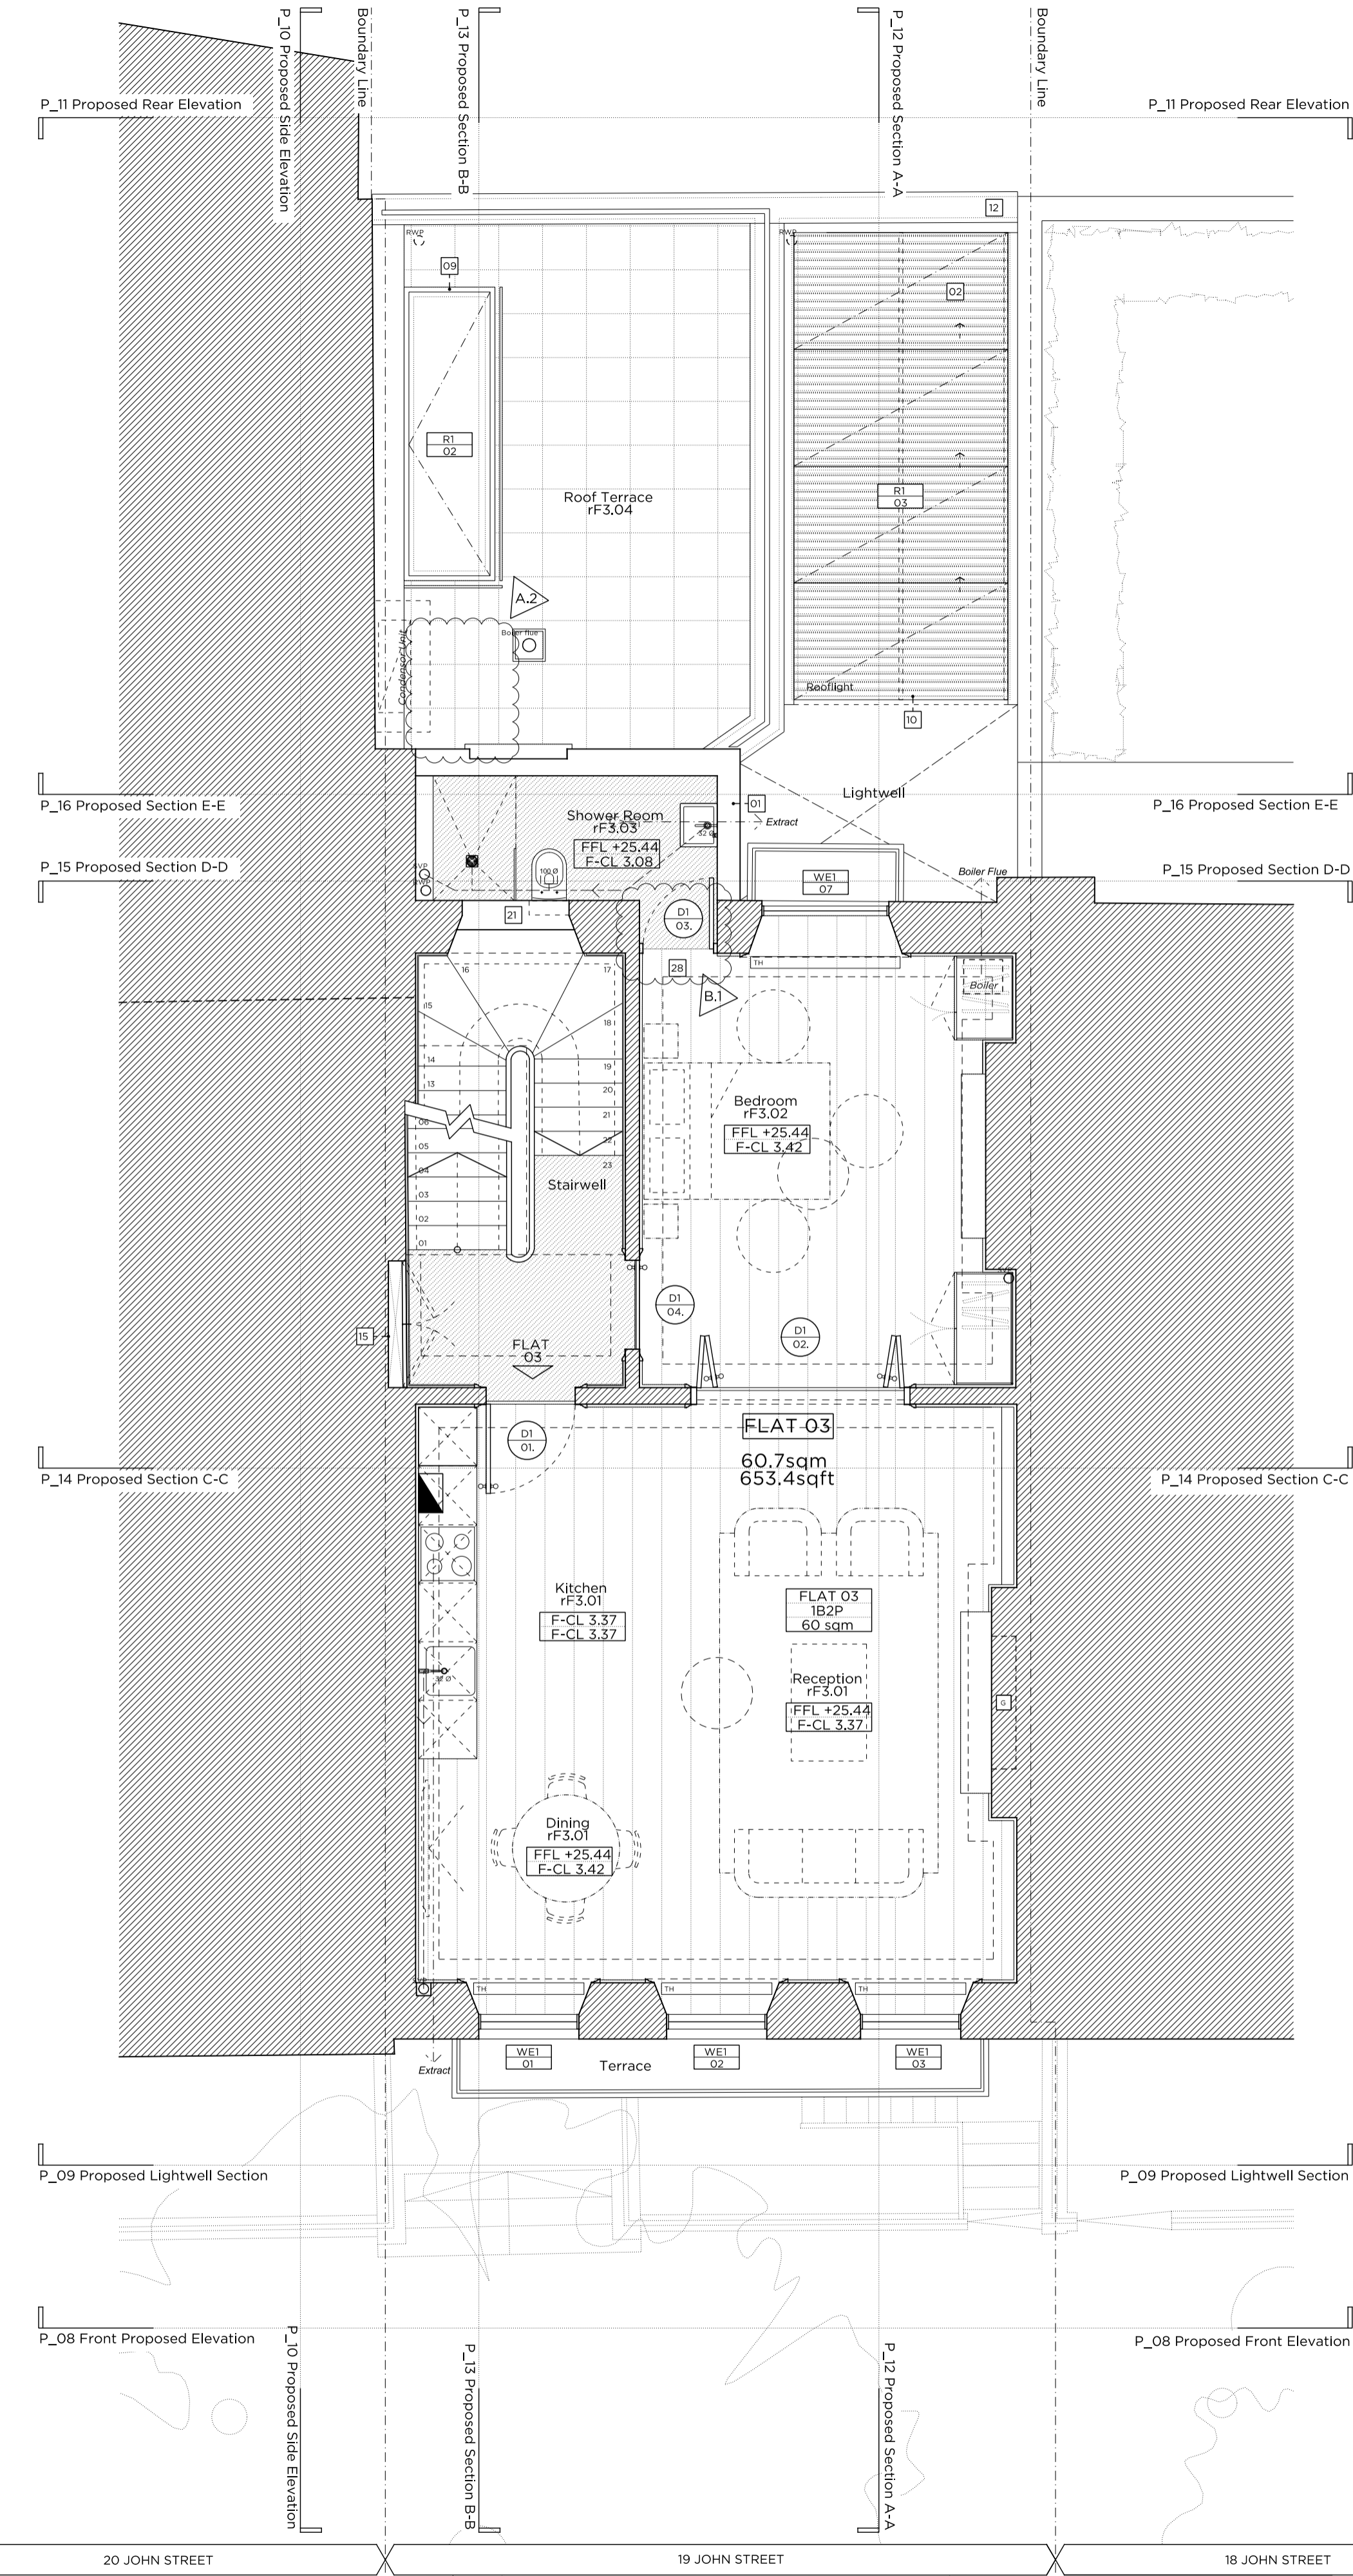 P_10 Proposed Side Elevation
Boundary Line
P_13 Proposed Section B-B
P_12 Proposed Section A-A
Boundary Line
P_11 Proposed Rear Elevation
P_11 Proposed Rear Elevation
12
RWP
RWP
09
02
R1
02
R1
03
Roof Terrace
rF3.04
A.2
Boiler flue
Condensor Unit
Rooflight
10
Lightwell
P_16 Proposed Section E-E
P_16 Proposed Section E-E
01
Extract
Shower Room
rF3.03
FFL +25.44
F-CL 3.08
32 Ø
P_15 Proposed Section D-D
P_15 Proposed Section D-D
SVP
RWP
100 Ø
WE1
07
Boiler Flue
21
D1
03.
28
TH
B.1
Boiler
16
17
15
18
14
19
13
20
21
06
22
05
23
04
03
02
01
Stairwell
Bedroom
rF3.02
FFL +25.44
F-CL 3.42
D1
04.
D1
02.
15
FLAT
03
FLAT 03
60.7sqm
653.4sqft
D1
01.
P_14 Proposed Section C-C
P_14 Proposed Section C-C
Kitchen
rF3.01
F-CL 3.37
F-CL 3.37
FLAT 03
1B2P
60 sqm
Reception
rF3.01
FFL +25.44
F-CL 3.37
G
Dining
rF3.01
FFL +25.44
F-CL 3.42
TH
TH
TH
WE1
01
WE1
02
WE1
03
Extract
Terrace
P_09 Proposed Lightwell Section
P_09 Proposed Lightwell Section
P_08 Front Proposed Elevation
P_08 Proposed Front Elevation
P_10 Proposed Side Elevation
P_13 Proposed Section B-B
P_12 Proposed Section A-A
20 JOHN STREET
19 JOHN STREET
18 JOHN STREET